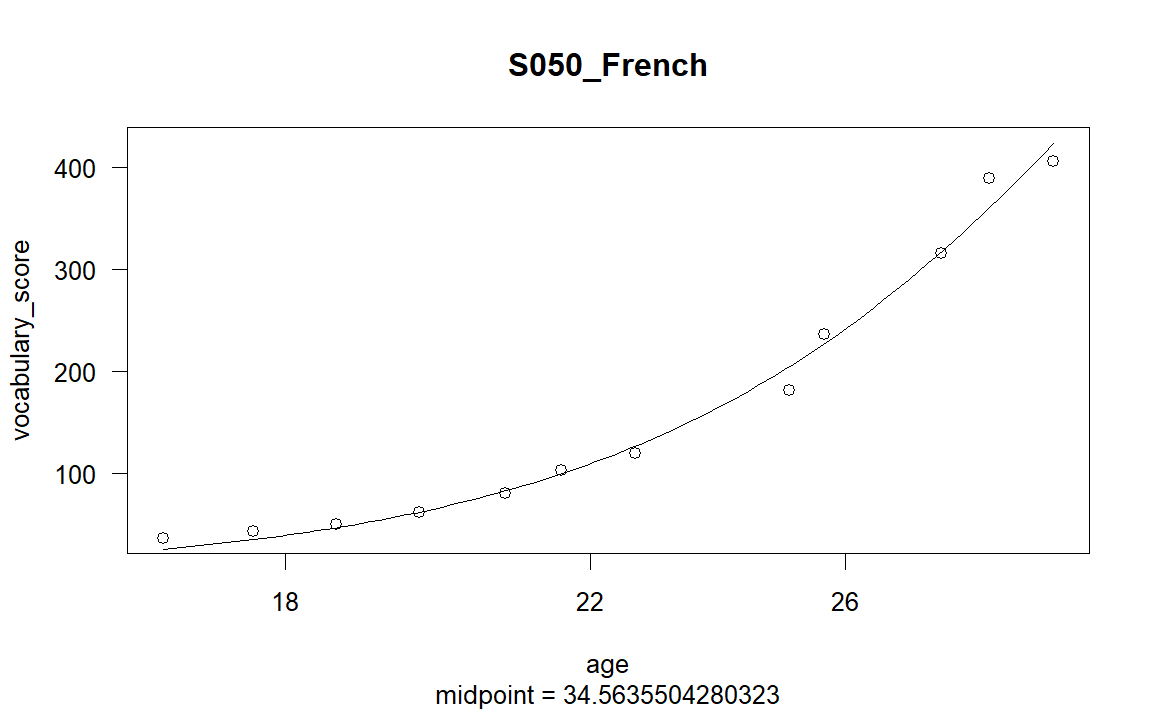 S050_French
400
300
200
100
vocabulary_score
18 22 26
age
midpoint = 34.5635504280323